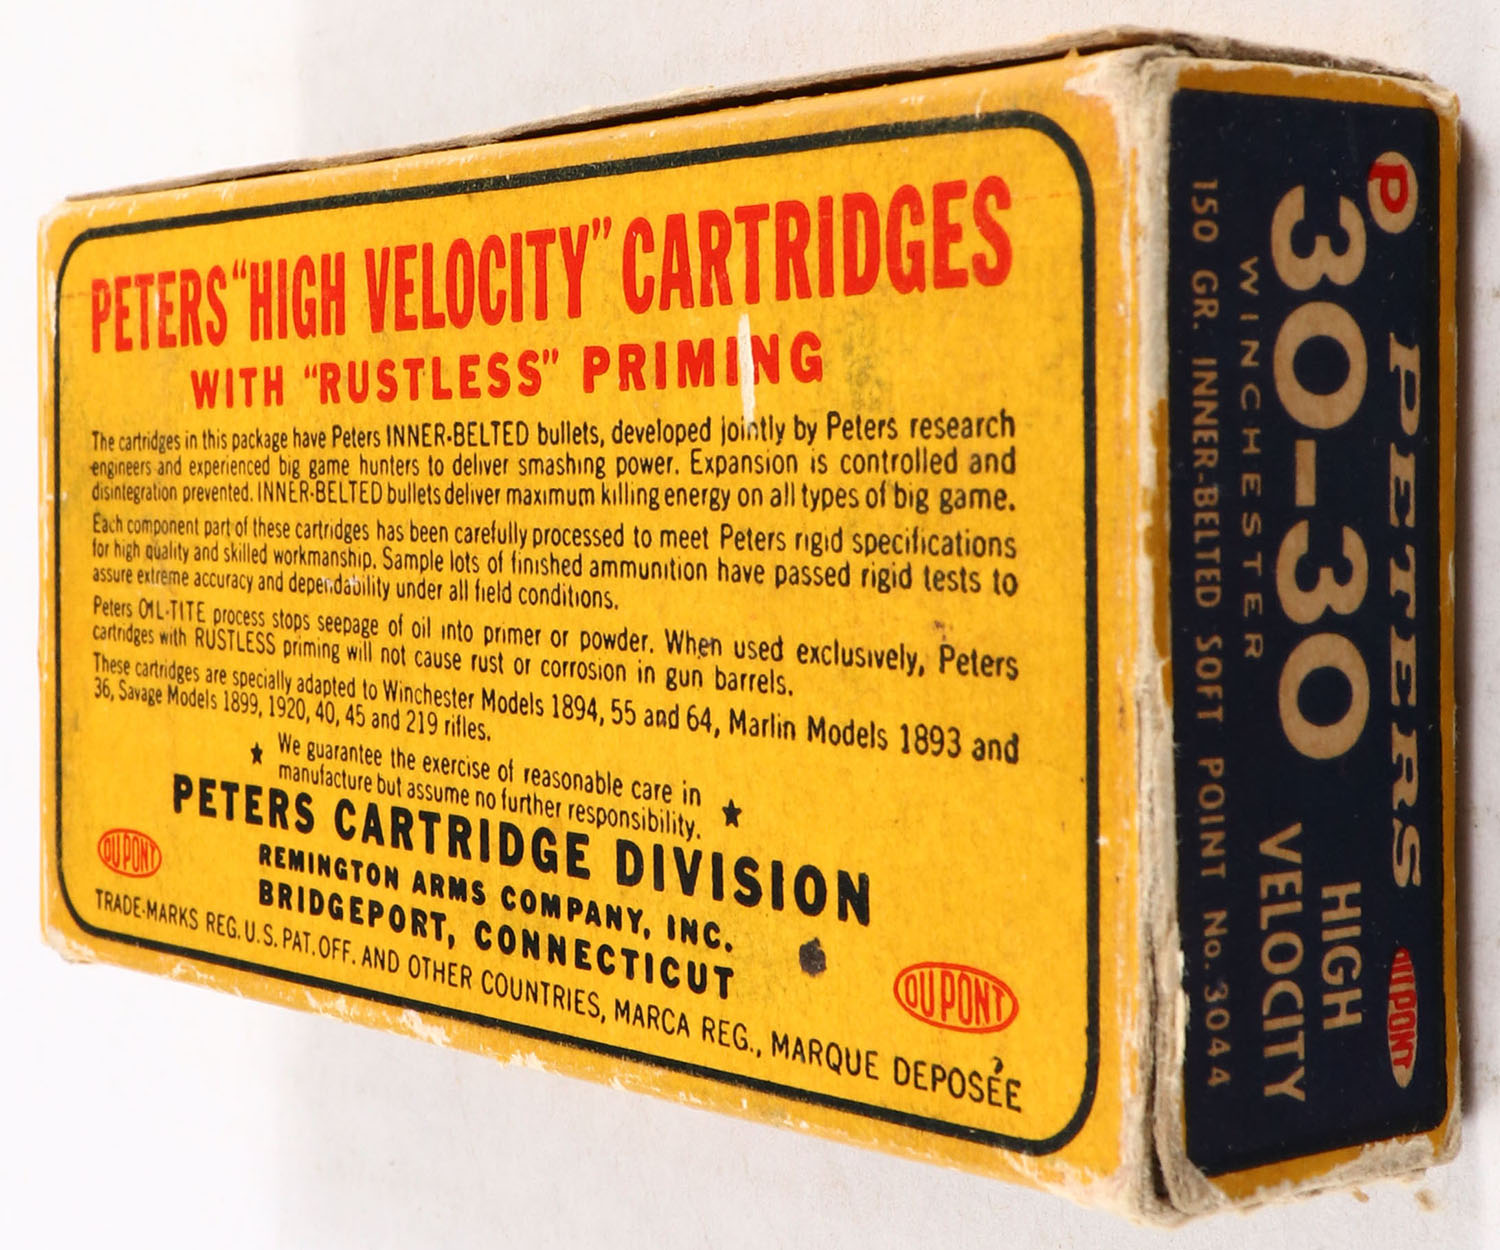 PETERS "HIGH VELOCITY" CARTRIDGES
WITH "RUSTLESS" PRIMING
The cartridges in this package have Peters INNER-BELTED bullets, developed jointly by Peters research
engineers and experienced big game hunters to deliver smashing power. Expansion is controlled and
disintegration prevented. INNER-BELTED bullets deliver maximum killing energy on all types of big game.
Each component part of these cartridges has been carefully processed to meet Peters rigid specifications
for high quality and skilled workmanship. Sample lots of finished ammunition have passed rigid tests to
assure extreme accuracy and dependability under all field conditions.
Peters OIL-TITE process stops seepage of oil into primer or powder. When used exclusively, Peters
cartridges with RUSTLESS priming will not cause rust or corrosion in gun barrels.
These cartridges are specially adapted to Winchester Models 1894, 55 and 64, Marlin Models 1893 and
36, Savage Models 1899, 1920, 40, 45 and 219 rifles.
★ We guarantee the exercise of reasonable care in ★
manufacture but assume no further responsibility.
PETERS CARTRIDGE DIVISION
REMINGTON ARMS COMPANY, INC.
BRIDGEPORT, CONNECTICUT
DU PONT
DU PONT
TRADE-MARKS REG. U.S. PAT. OFF. AND OTHER COUNTRIES, MARCA REG., MARQUE DEPOSÉE
P PETERS DU PONT
30-30 HIGH
VELOCITY
WINCHESTER
150 GR. INNER-BELTED SOFT POINT No. 3044